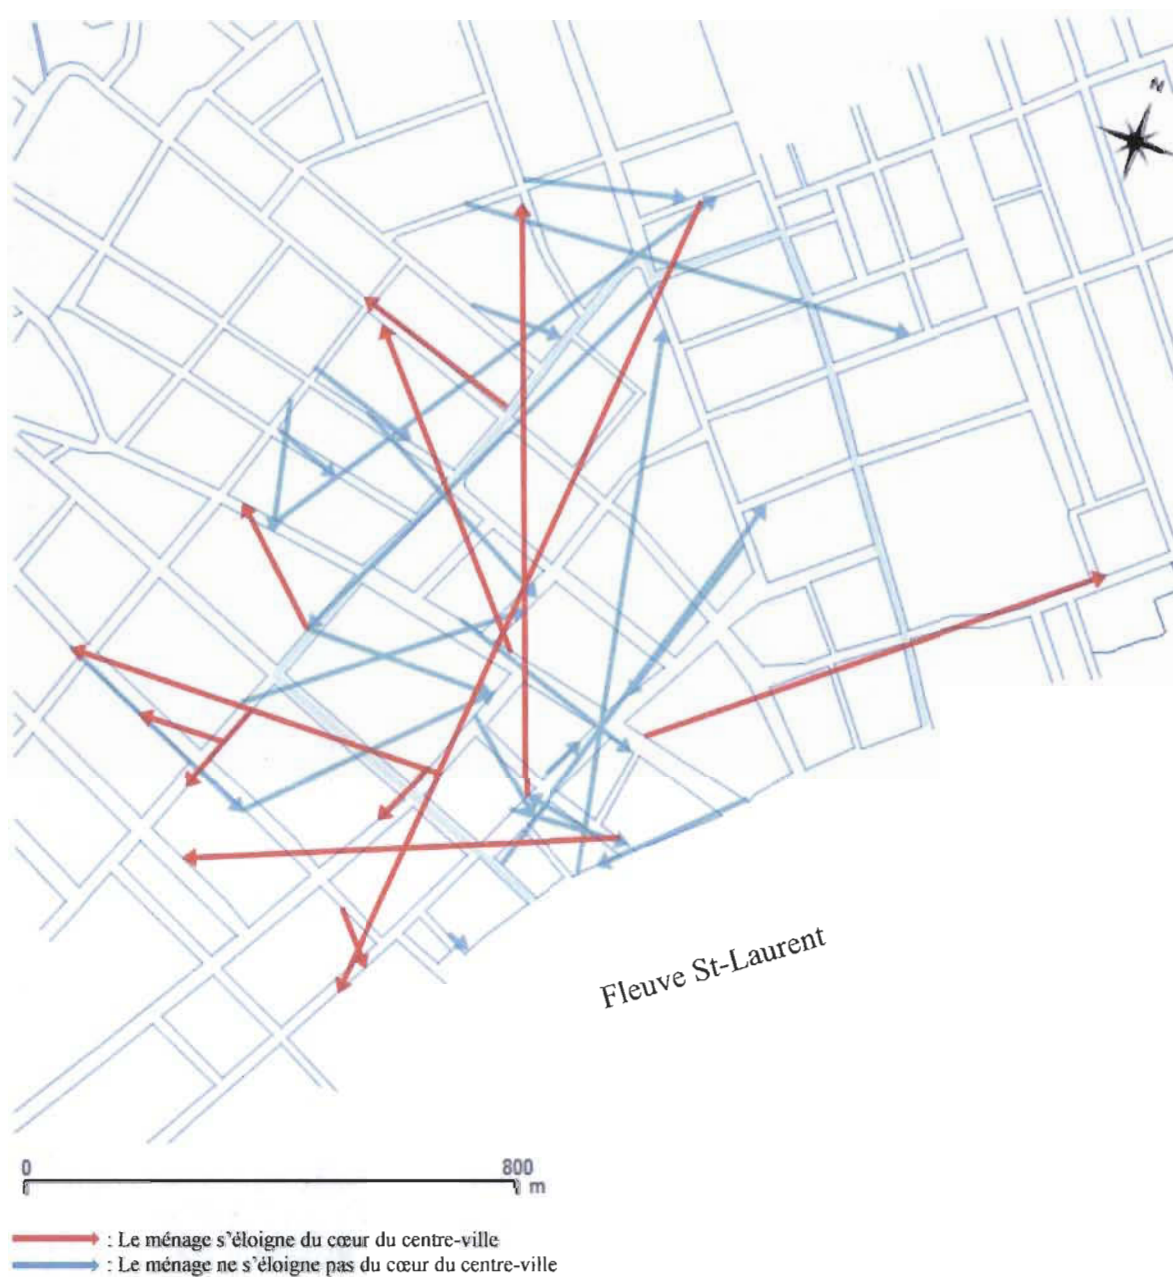 N
Fleuve St-Laurent
0 800
m
: Le ménage s'éloigne du cœur du centre-ville
: Le ménage ne s'éloigne pas du cœur du centre-ville